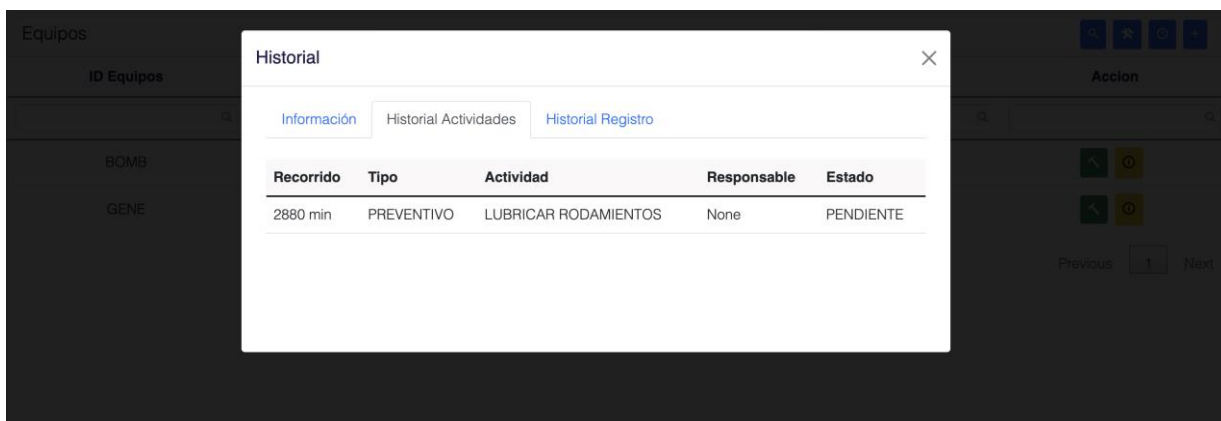 Equipos
Historial
ID Equipos
Accion
Información Historial Actividades Historial Registro
BOMB
Recorrido Tipo Actividad Responsable Estado
GENE
2880 min PREVENTIVO LUBRICAR RODAMIENTOS None PENDIENTE
Previous 1 Next